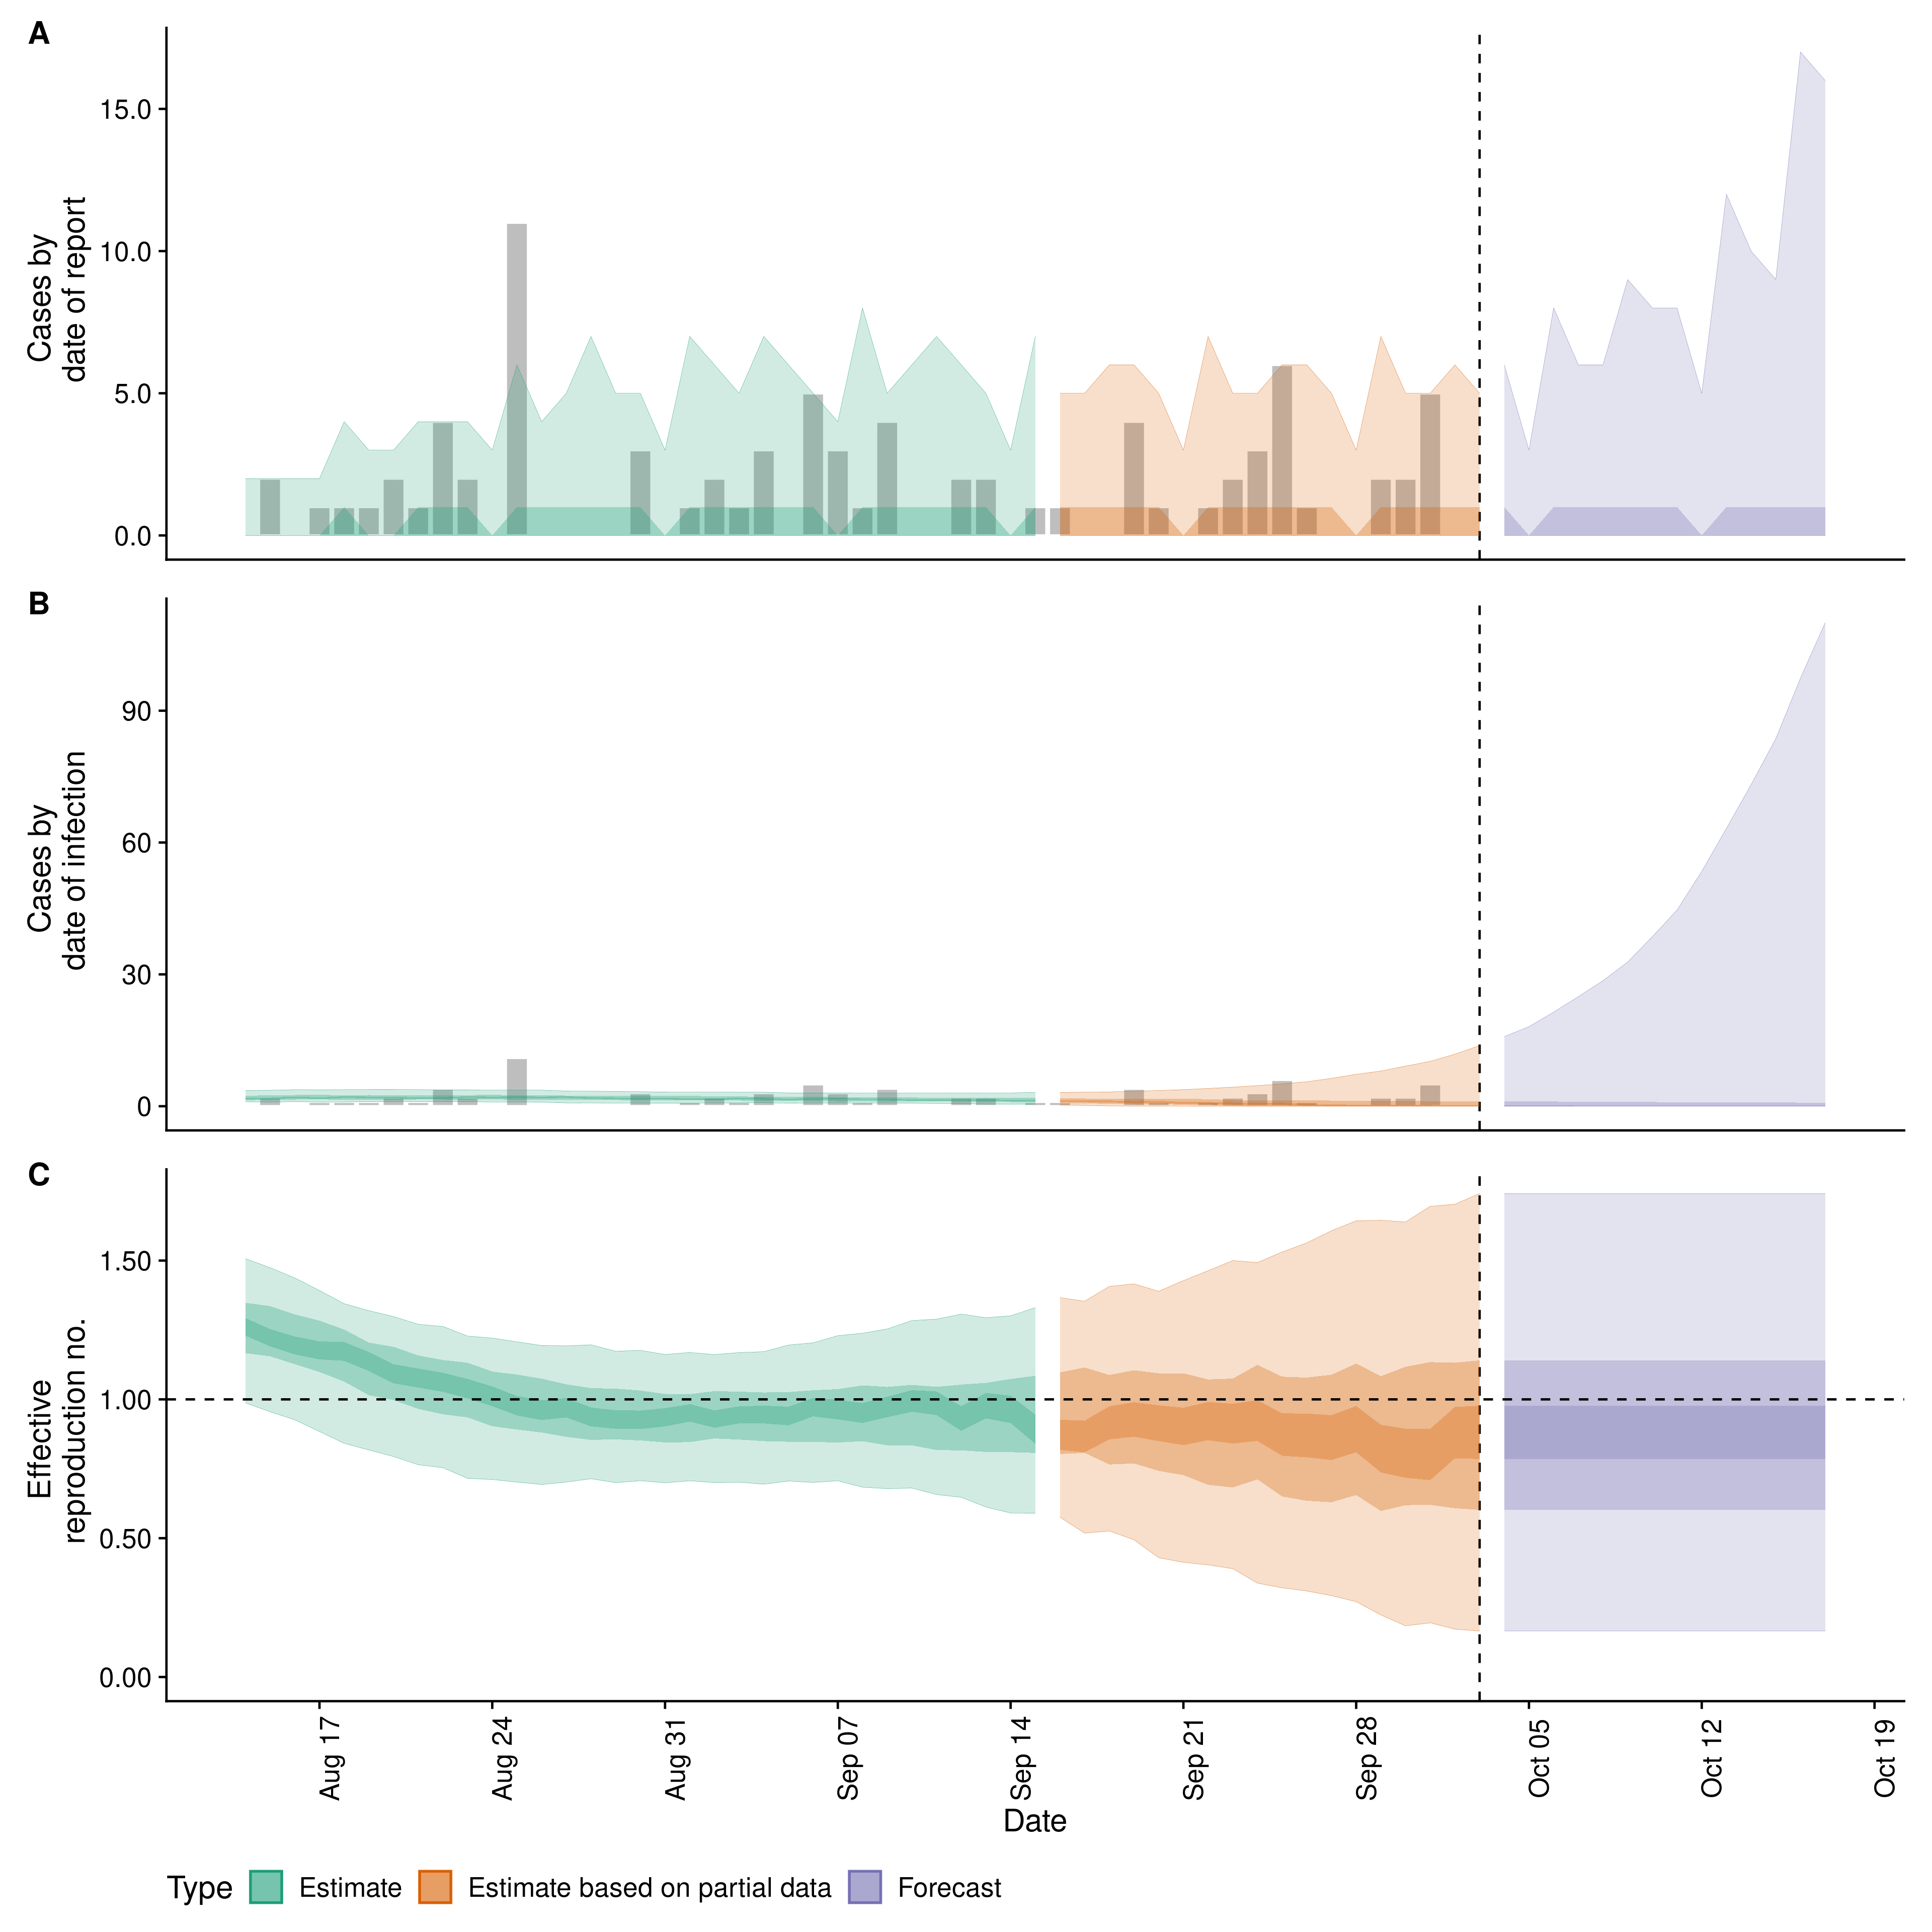 A
Cases by
date of report
15.0
10.0
5.0
0.0
B
Cases by
date of infection
90
60
30
0
C
Effective
reproduction no.
1.50
1.00
0.50
0.00
Aug 17
Aug 24
Aug 31
Sep 07
Sep 14
Sep 21
Sep 28
Oct 05
Oct 12
Oct 19
Date
Type
Estimate
Estimate based on partial data
Forecast